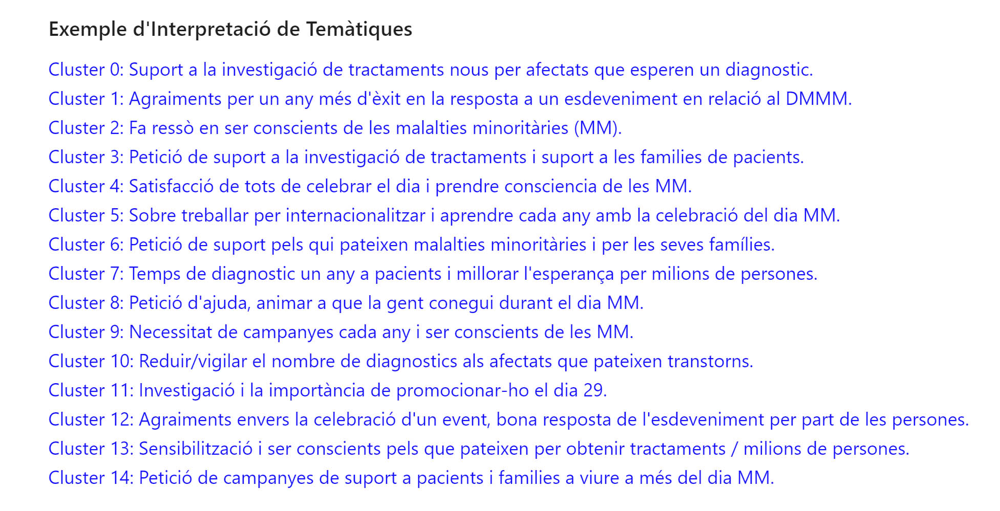 Exemple d'Interpretació de Temàtiques
Cluster 0: Suport a la investigació de tractaments nous per afectats que esperen un diagnostic.
Cluster 1: Agraiments per un any més d'èxit en la resposta a un esdeveniment en relació al DMMM.
Cluster 2: Fa ressò en ser conscients de les malalties minoritàries (MM).
Cluster 3: Petició de suport a la investigació de tractaments i suport a les families de pacients.
Cluster 4: Satisfacció de tots de celebrar el dia i prendre consciencia de les MM.
Cluster 5: Sobre treballar per internacionalitzar i aprendre cada any amb la celebració del dia MM.
Cluster 6: Petició de suport pels qui pateixen malalties minoritàries i per les seves famílies.
Cluster 7: Temps de diagnostic un any a pacients i millorar l'esperança per milions de persones.
Cluster 8: Petició d'ajuda, animar a que la gent conegui durant el dia MM.
Cluster 9: Necessitat de campanyes cada any i ser conscients de les MM.
Cluster 10: Reduir/vigilar el nombre de diagnostics als afectats que pateixen transtorns.
Cluster 11: Investigació i la importància de promocionar-ho el dia 29.
Cluster 12: Agraiments envers la celebració d'un event, bona resposta de l'esdeveniment per part de les persones.
Cluster 13: Sensibilització i ser conscients pels que pateixen per obtenir tractaments / milions de persones.
Cluster 14: Petició de campanyes de suport a pacients i families a viure a més del dia MM.